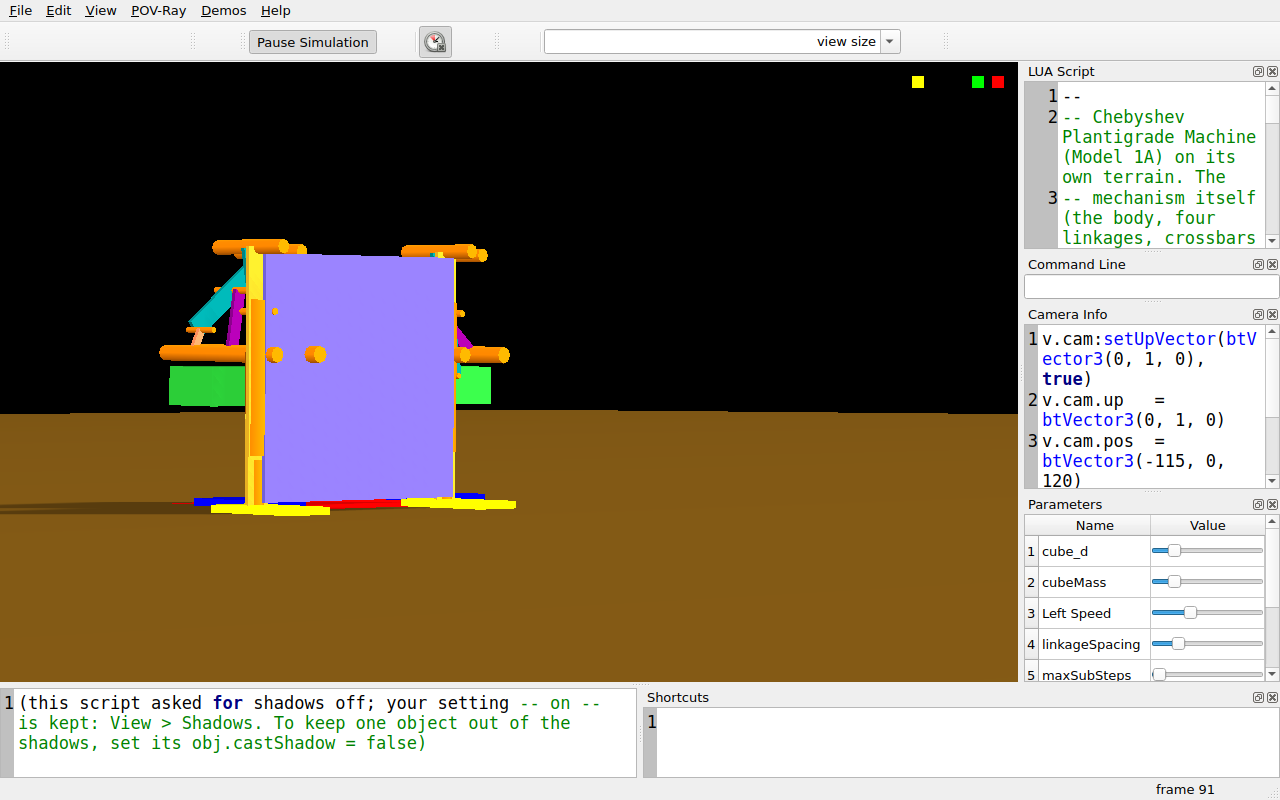 File Edit View POV-Ray Demos Help
Pause Simulation
view size
LUA Script
1 --
2 -- Chebyshev
Plantigrade Machine
(Model 1A) on its
own terrain. The
3 -- mechanism itself
(the body, four
linkages, crossbars
Command Line
Camera Info
1 v.cam:setUpVector(btV
ector3(0, 1, 0),
true)
2 v.cam.up   =
btVector3(0, 1, 0)
3 v.cam.pos  =
btVector3(-115, 0,
120)
Parameters
Name Value
1 cube_d
2 cubeMass
3 Left Speed
4 linkageSpacing
5 maxSubSteps
1 (this script asked for shadows off; your setting -- on --
is kept: View > Shadows. To keep one object out of the
shadows, set its obj.castShadow = false)
Shortcuts
1
frame 91